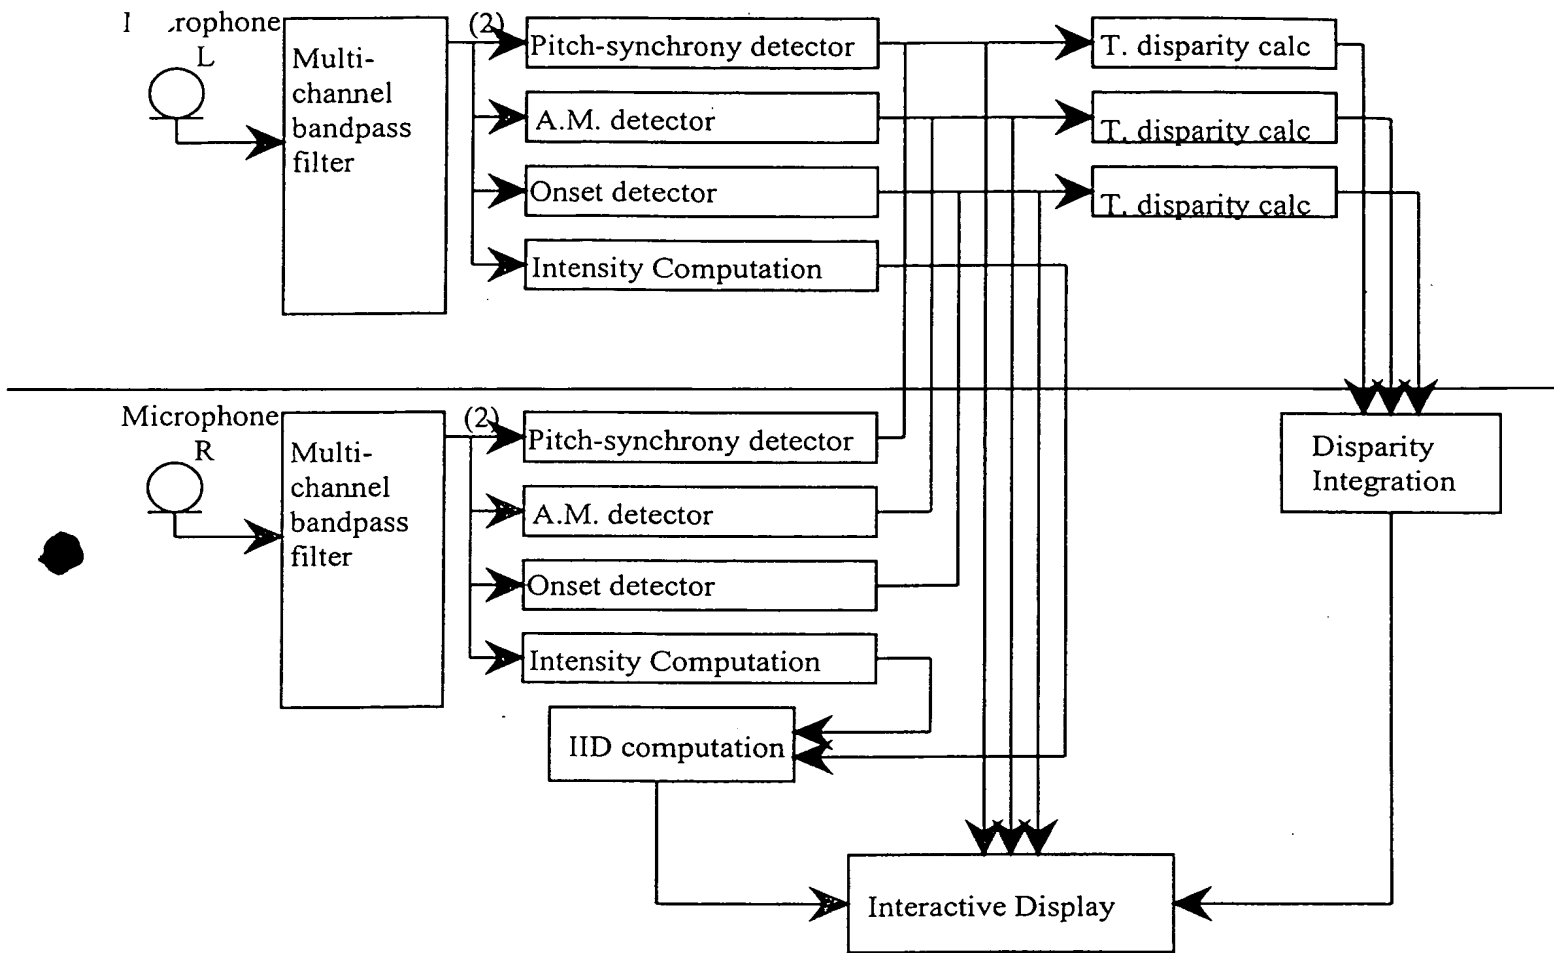 L
Multi-
channel
bandpass
filter
(2)
Pitch-synchrony detector
A.M. detector
Onset detector
Intensity Computation
T. disparity calc
T. disparity calc
T. disparity calc
Microphone
R
Multi-
channel
bandpass
filter
(2)
Pitch-synchrony detector
A.M. detector
Onset detector
Intensity Computation
IID computation
Disparity
Integration
Interactive Display